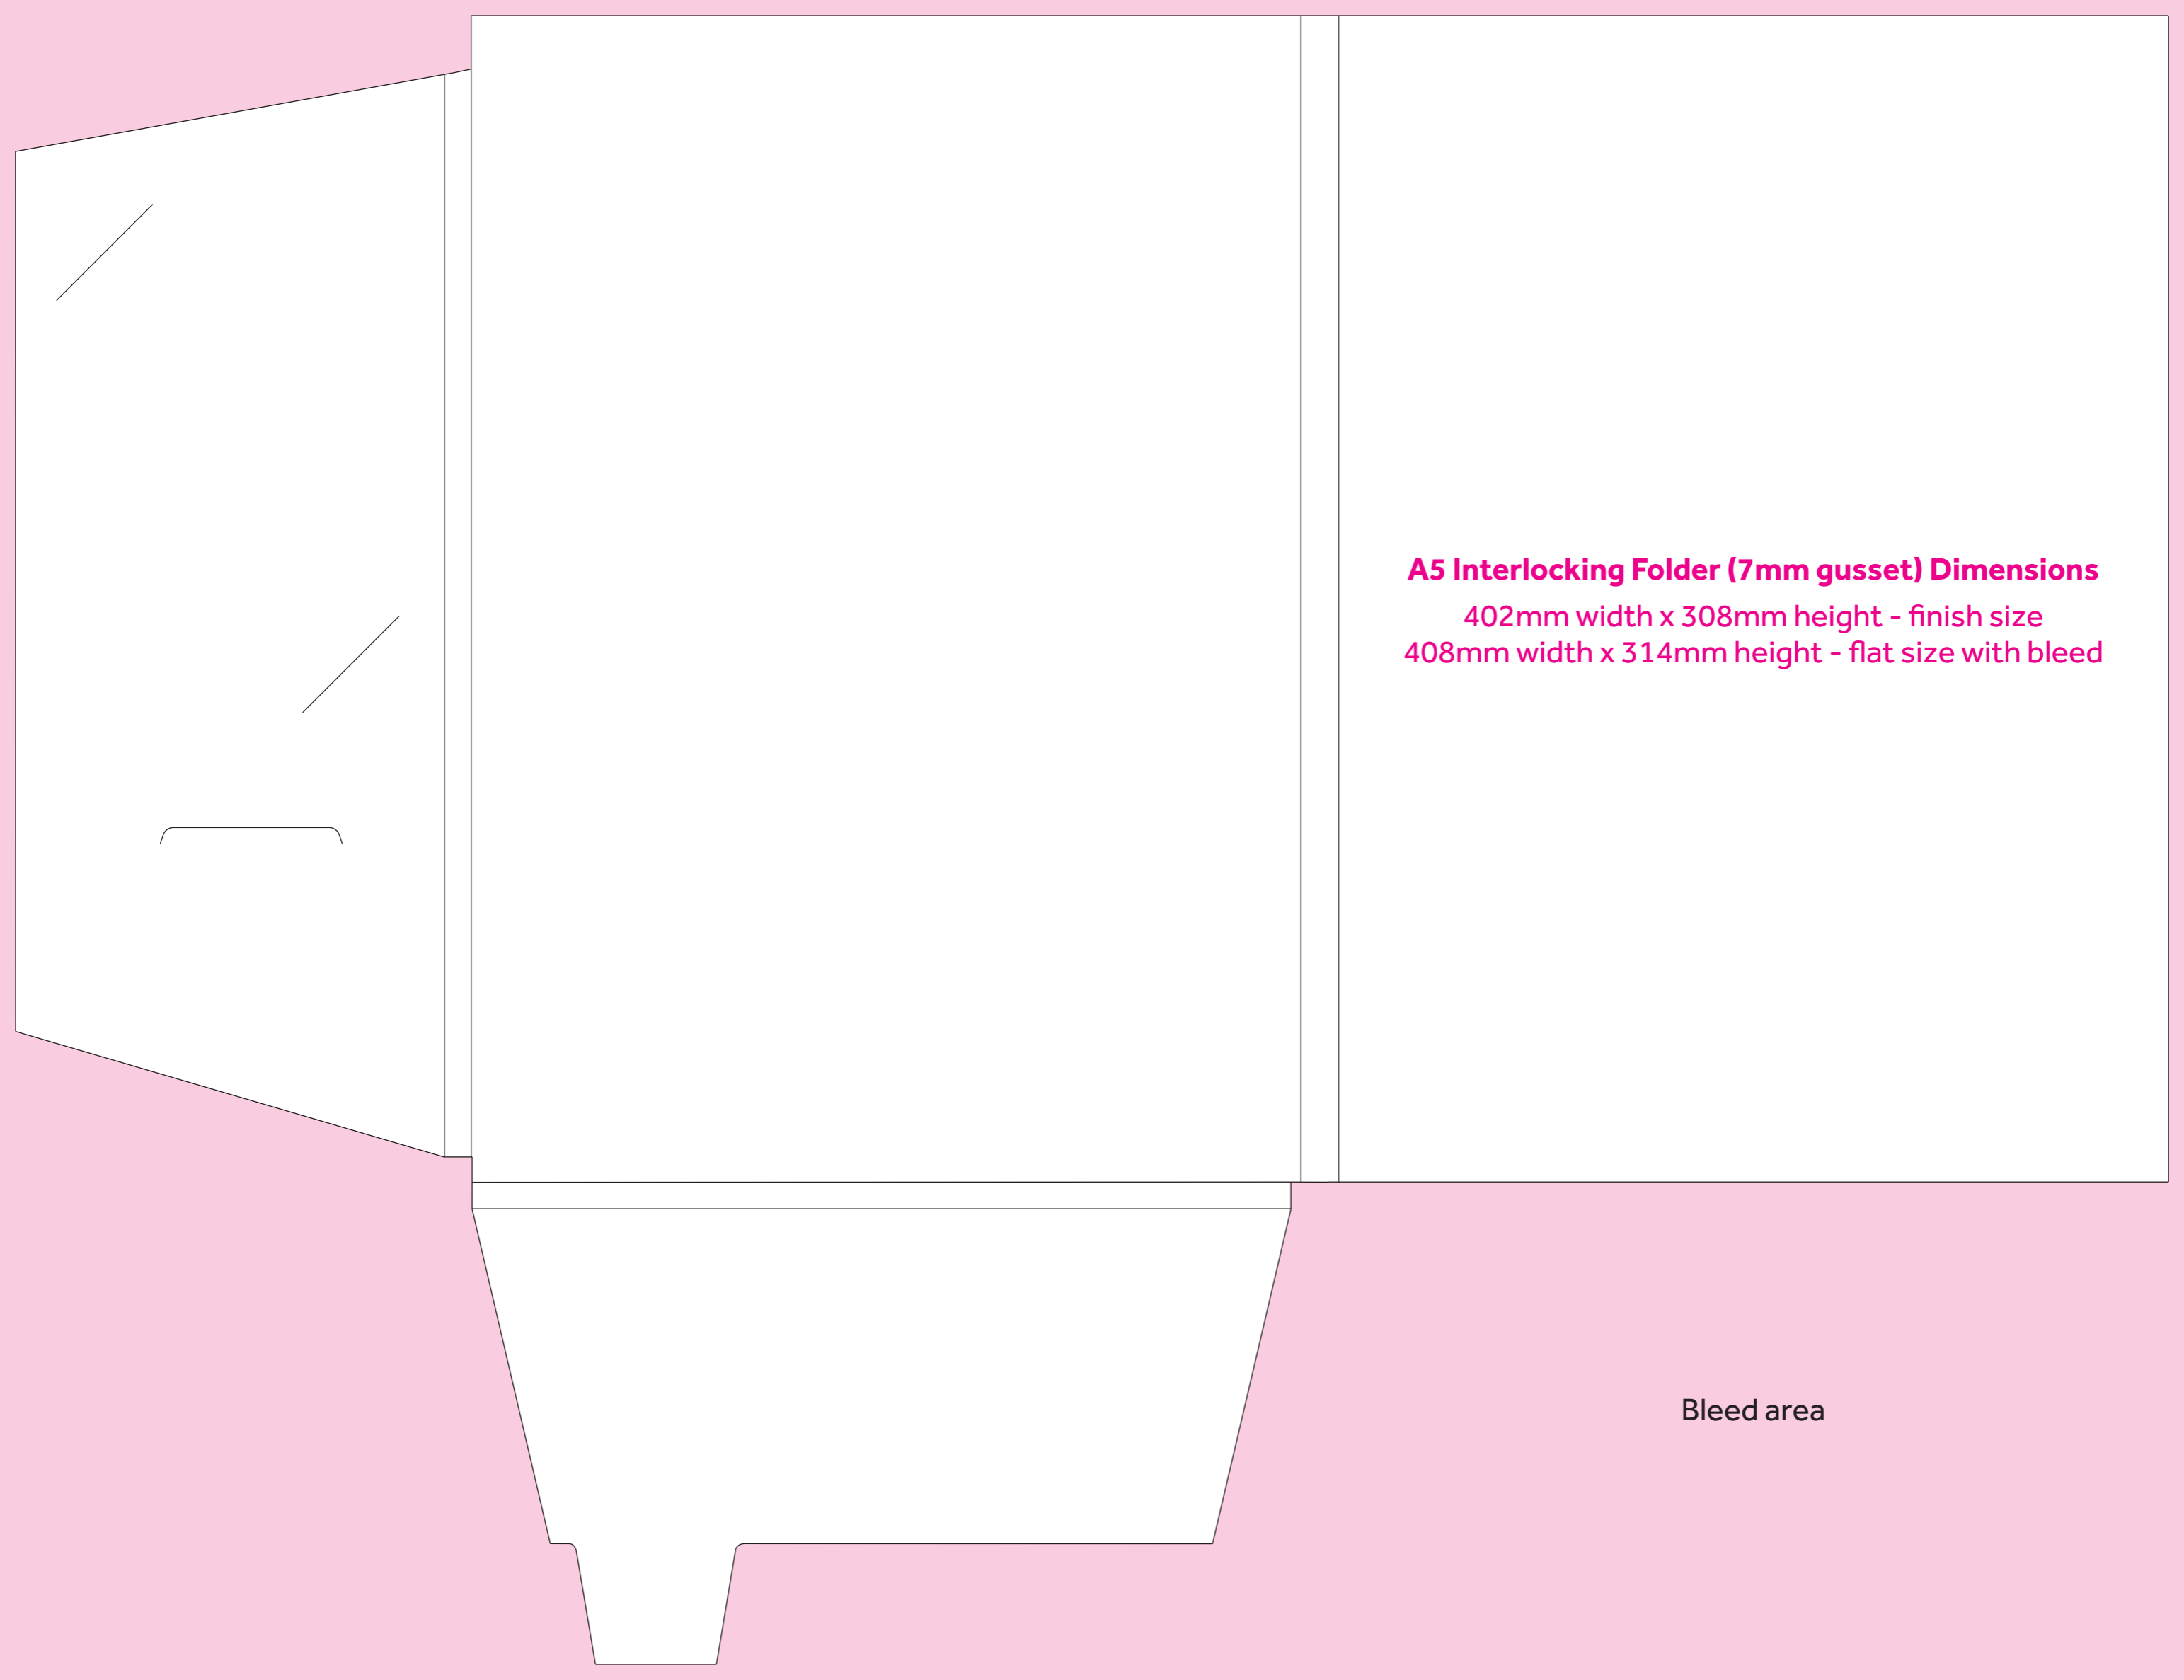 A5 Interlocking Folder (7mm gusset) Dimensions
402mm width x 308mm height - finish size
408mm width x 314mm height - flat size with bleed
Bleed area